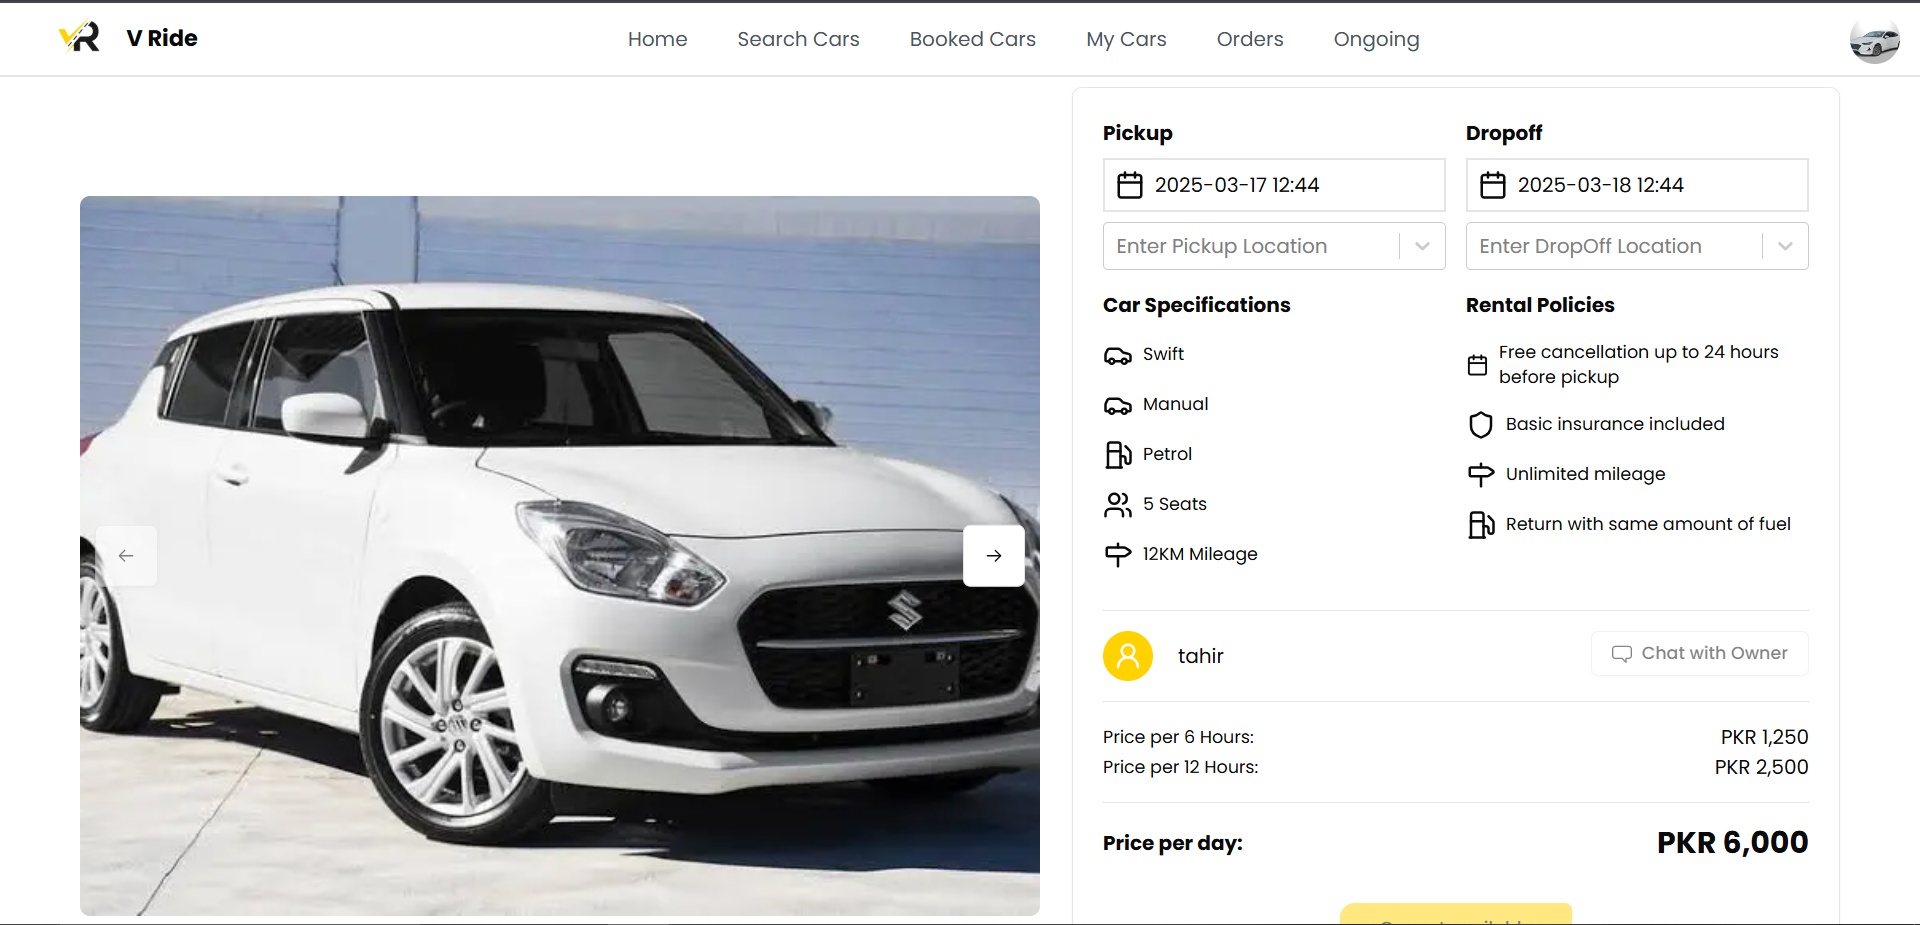 VR V Ride Home Search Cars Booked Cars My Cars Orders Ongoing
Pickup
2025-03-17 12:44
Enter Pickup Location
Dropoff
2025-03-18 12:44
Enter DropOff Location
Car Specifications
Swift
Manual
Petrol
5 Seats
12KM Mileage
Rental Policies
Free cancellation up to 24 hours
before pickup
Basic insurance included
Unlimited mileage
Return with same amount of fuel
tahir
Chat with Owner
Price per 6 Hours: PKR 1,250
Price per 12 Hours: PKR 2,500
Price per day: PKR 6,000